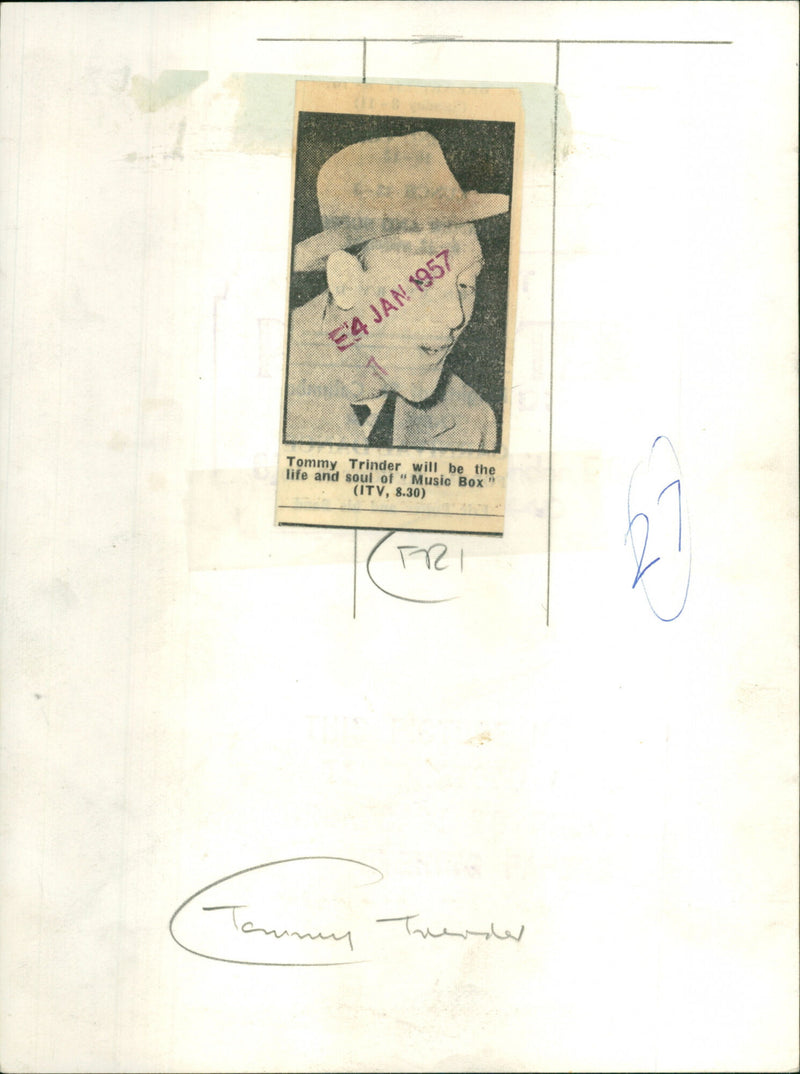 E4 JAN 1957
Tommy Trinder will be the
life and soul of "Music Box"
(ITV, 8.30)
FRI
27
Tommy Trinder